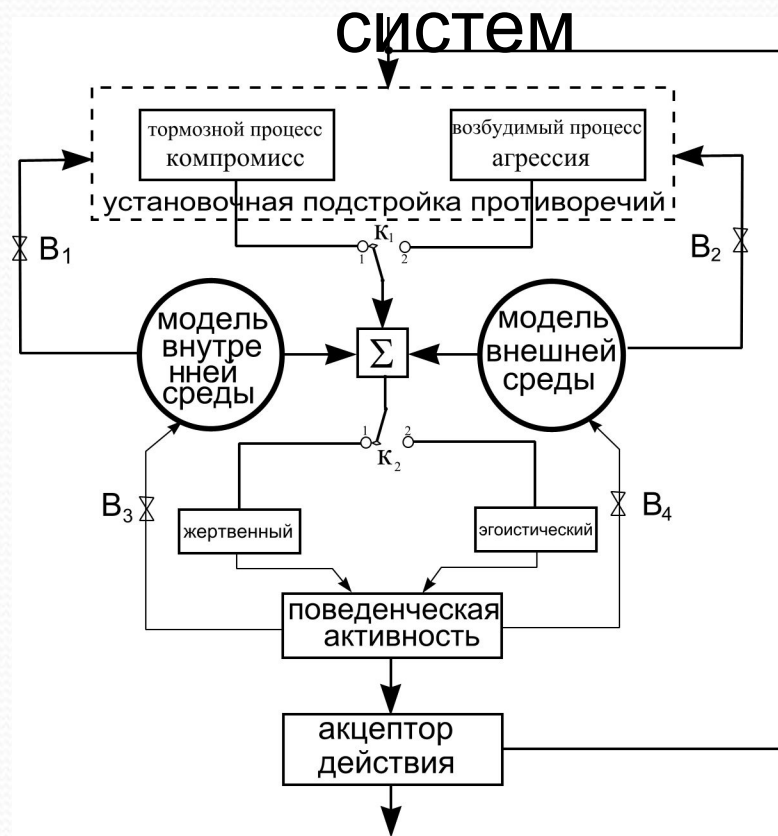 систем
тормозной процесс
компромисс
возбудимый процесс
агрессия
установочная подстройка противоречий
K₁
1
2
B₁
B₂
модель
внутре
нней
среды
Σ
модель
внешней
среды
1
2
K₂
B₃
B₄
жертвенный
эгоистический
поведенческая
активность
акцептор
действия